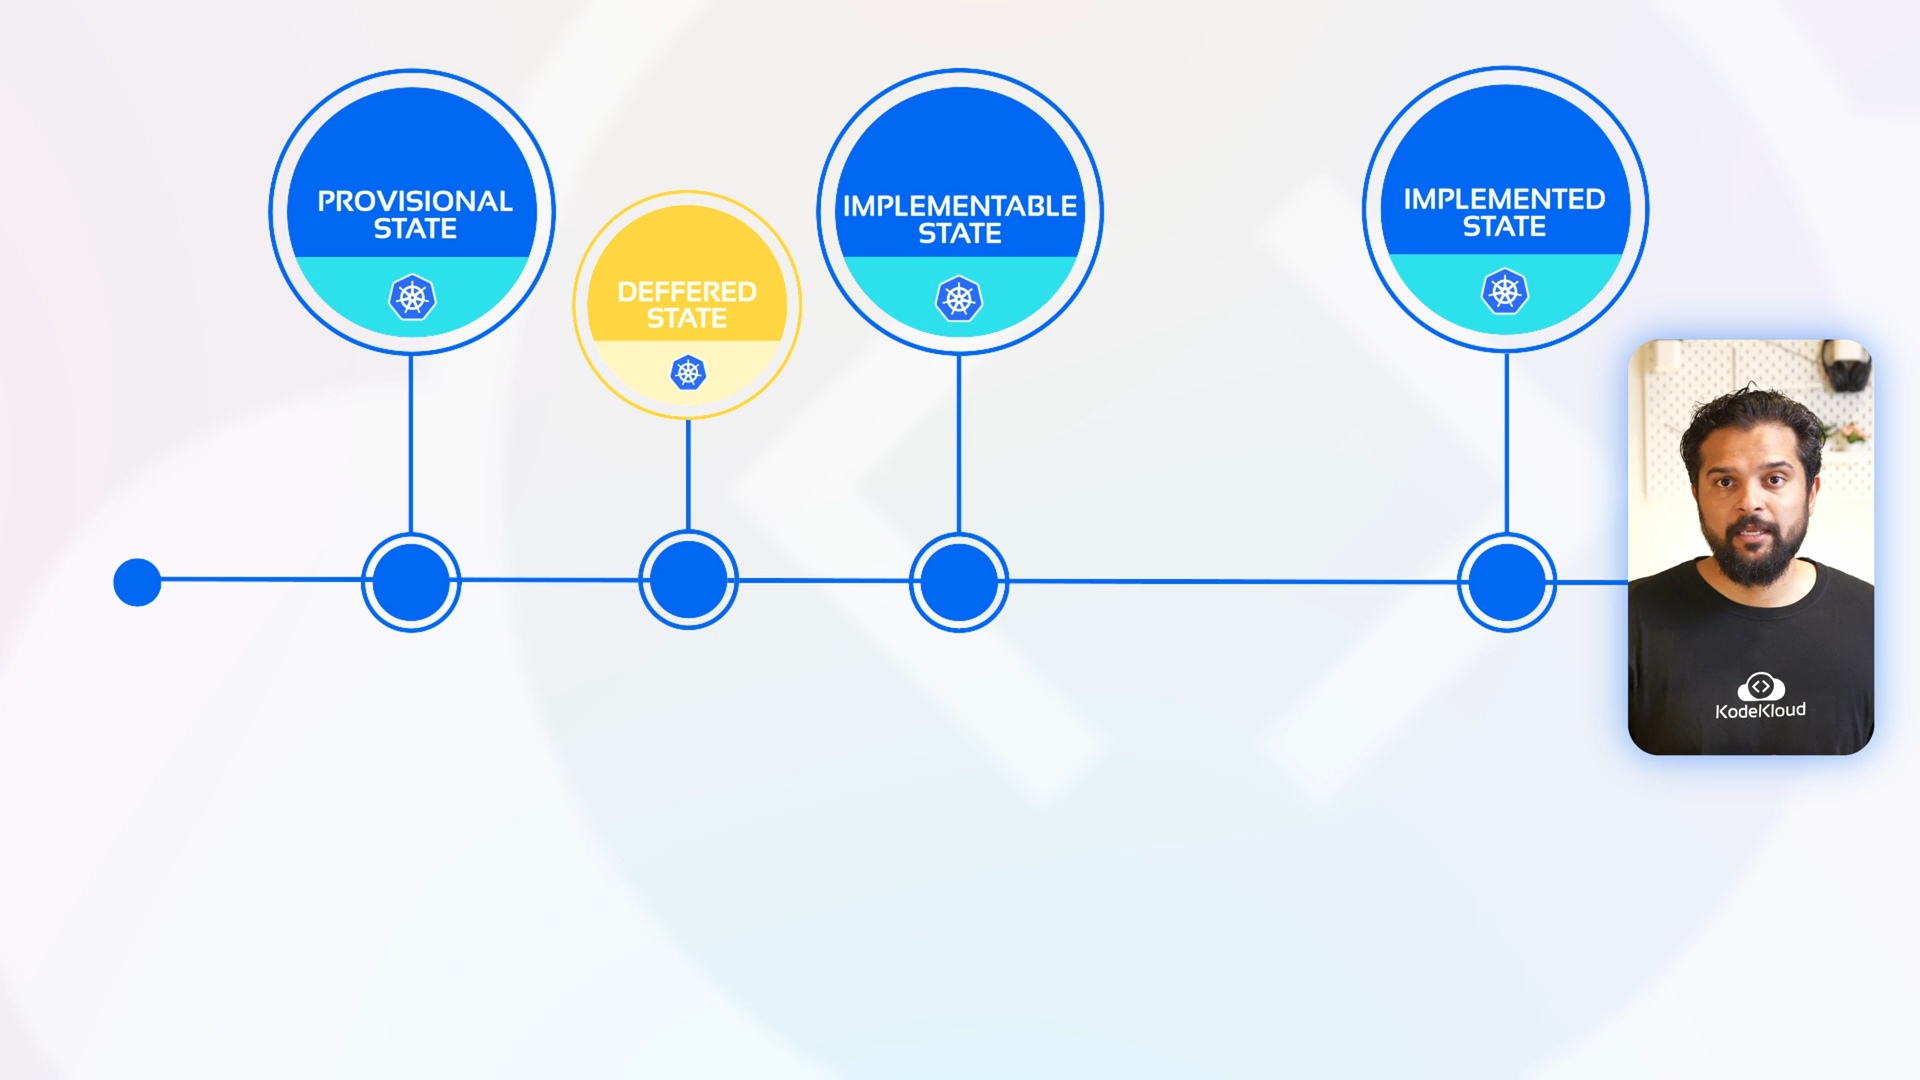 PROVISIONAL
STATE
DEFFERED
STATE
IMPLEMENTABLE
STATE
IMPLEMENTED
STATE
KodeKloud